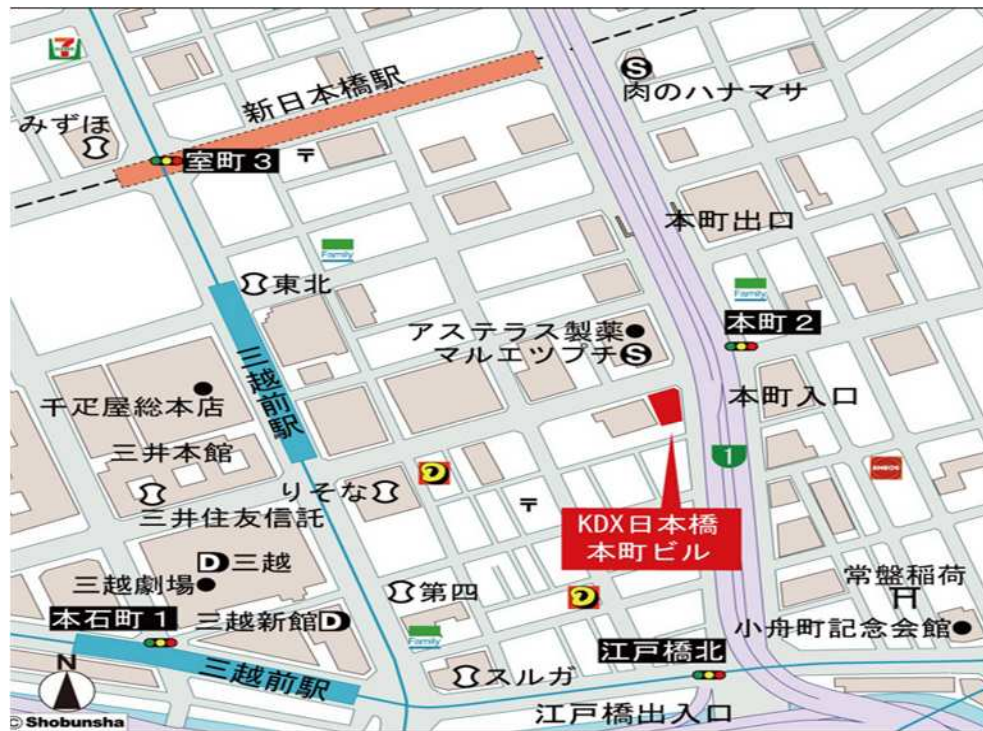 新日本橋駅
肉のハナマサ
みずほ
室町3
本町出口
Family
東北
Family
本町2
アステラス製薬
マルエツプチ
三越前駅
千疋屋総本店
本町入口
三井本館
1
りそな
三井住友信託
KDX日本橋
本町ビル
D三越
三越劇場
第四
常盤稲荷
本石町1
三越新館D
Family
小舟町記念会館
江戸橋北
三越前駅
スルガ
N
江戸橋出入口
© Shobunsha